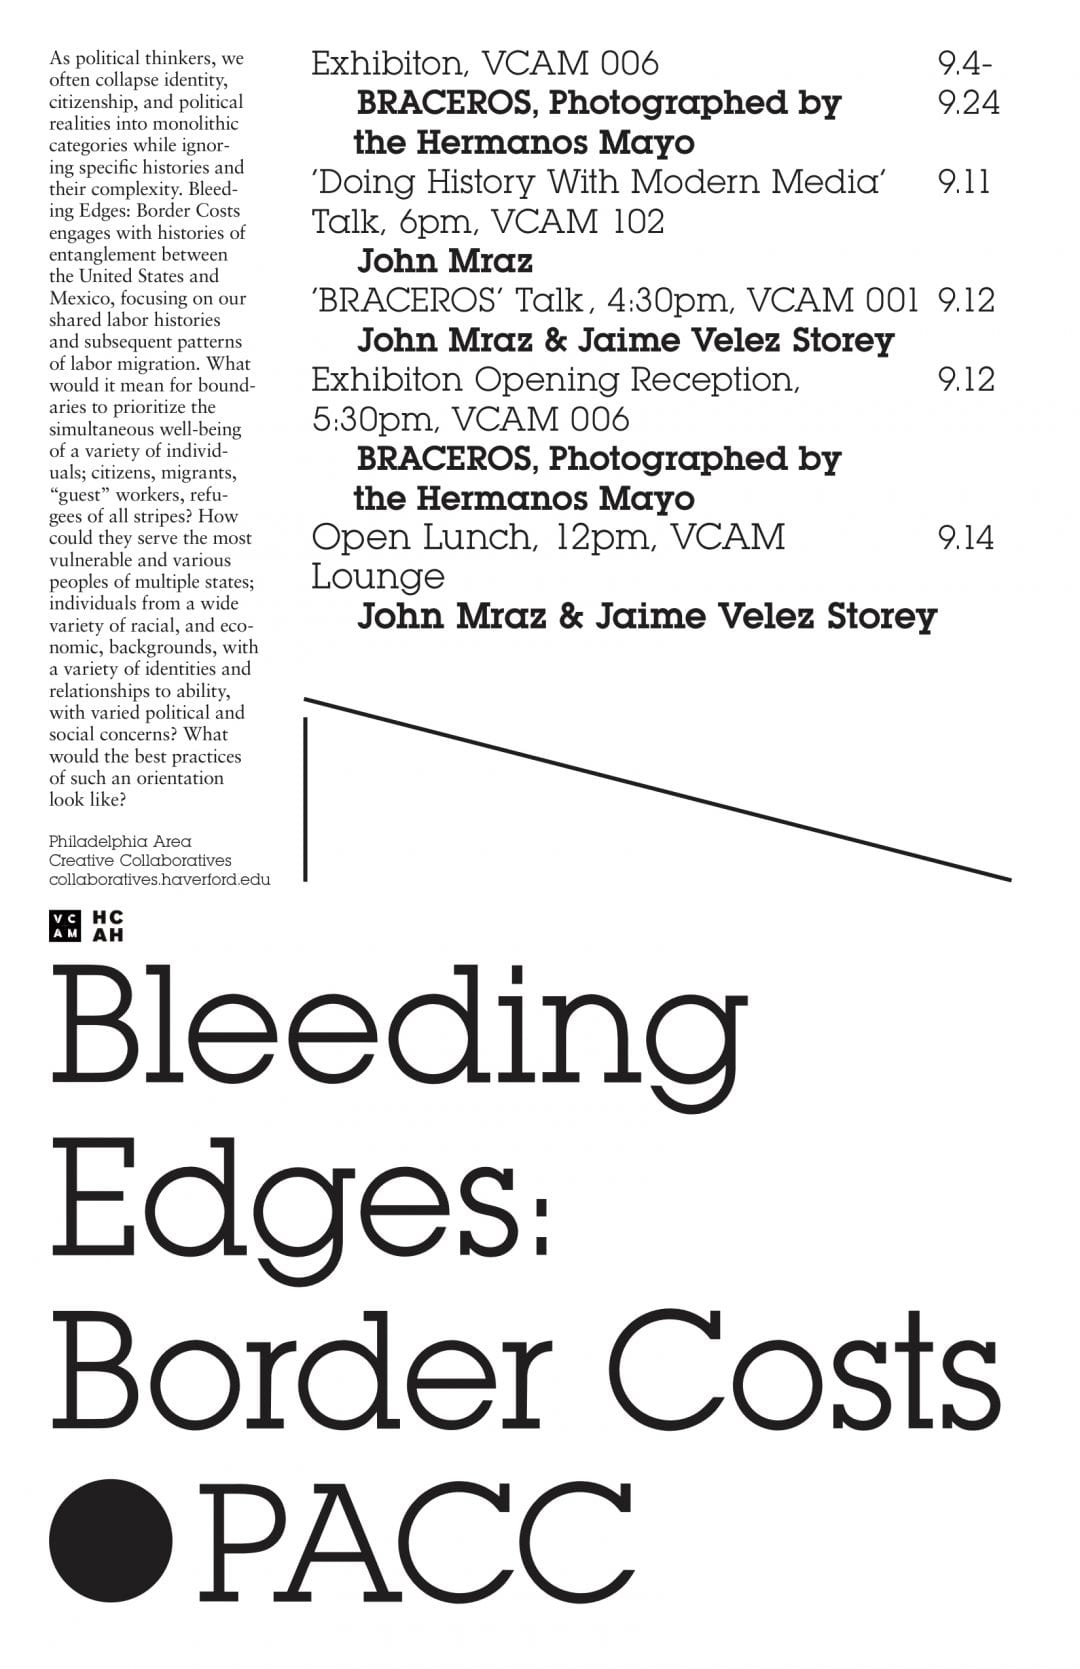 As political thinkers, we
often collapse identity,
citizenship, and political
realities into monolithic
categories while ignor-
ing specific histories and
their complexity. Bleed-
ing Edges: Border Costs
engages with histories of
entanglement between
the United States and
Mexico, focusing on our
shared labor histories
and subsequent patterns
of labor migration. What
would it mean for bound-
aries to prioritize the
simultaneous well-being
of a variety of individ-
uals; citizens, migrants,
“guest” workers, refu-
gees of all stripes? How
could they serve the most
vulnerable and various
peoples of multiple states;
individuals from a wide
variety of racial, and eco-
nomic, backgrounds, with
a variety of identities and
relationships to ability,
with varied political and
social concerns? What
would the best practices
of such an orientation
look like?
Philadelphia Area
Creative Collaboratives
collaboratives.haverford.edu
VC HC
AM AH
Exhibiton, VCAM 006 9.4-
BRACEROS, Photographed by 9.24
the Hermanos Mayo
‘Doing History With Modern Media’ 9.11
Talk, 6pm, VCAM 102
John Mraz
‘BRACEROS’ Talk, 4:30pm, VCAM 001 9.12
John Mraz & Jaime Velez Storey
Exhibiton Opening Reception, 9.12
5:30pm, VCAM 006
BRACEROS, Photographed by
the Hermanos Mayo
Open Lunch, 12pm, VCAM 9.14
Lounge
John Mraz & Jaime Velez Storey
Bleeding
Edges:
Border Costs
PACC